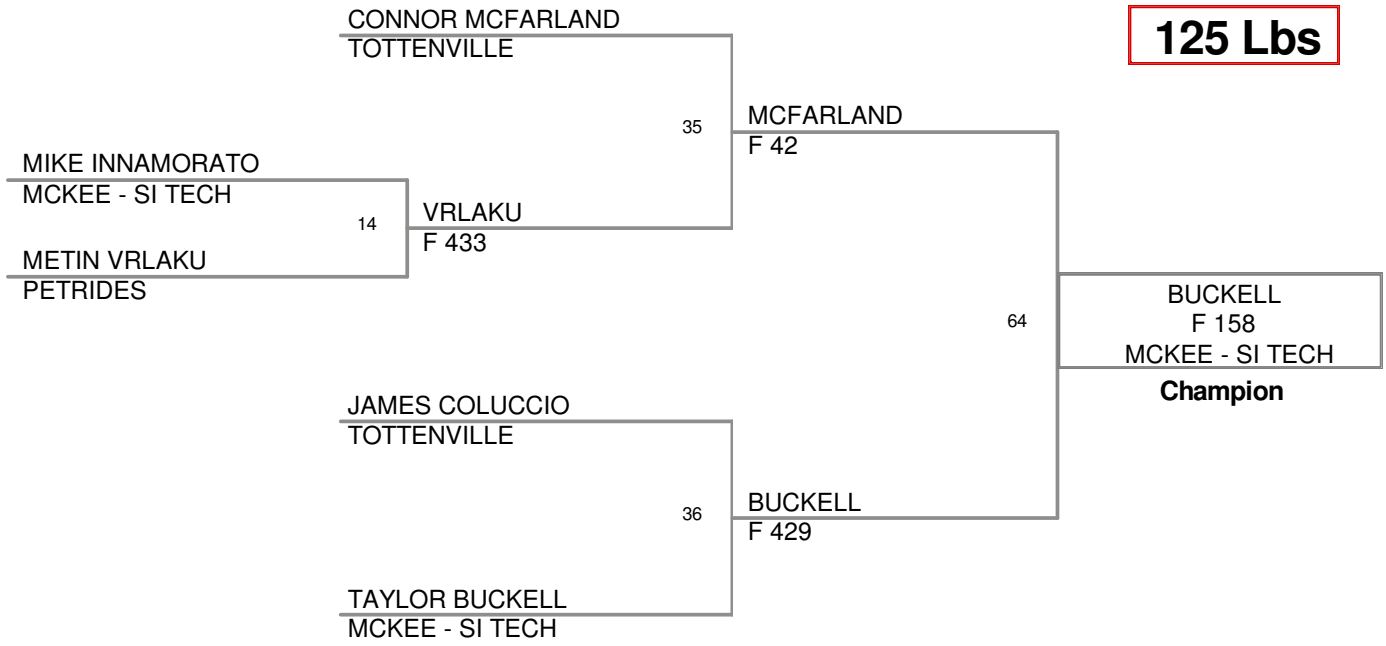 CONNOR MCFARLAND
TOTTENVILLE
125 Lbs
35
MCFARLAND
F 42
MIKE INNAMORATO
MCKEE - SI TECH
14
VRLAKU
F 433
METIN VRLAKU
PETRIDES
64
BUCKELL
F 158
MCKEE - SI TECH
Champion
JAMES COLUCCIO
TOTTENVILLE
36
BUCKELL
F 429
TAYLOR BUCKELL
MCKEE - SI TECH